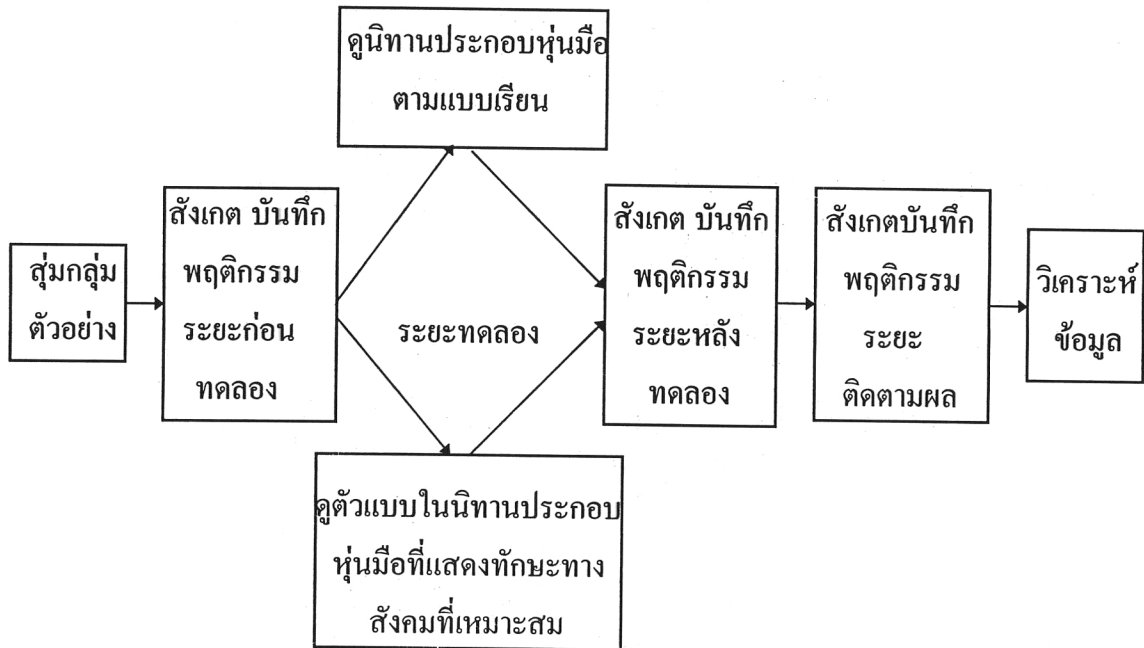 ดูนิทานประกอบหุ่นมือ
ตามแบบเรียน
สุ่มกลุ่ม
ตัวอย่าง
สังเกต บันทึก
พฤติกรรม
ระยะก่อน
ทดลอง
ระยะทดลอง
ดูตัวแบบในนิทานประกอบ
หุ่นมือที่แสดงทักษะทาง
สังคมที่เหมาะสม
สังเกต บันทึก
พฤติกรรม
ระยะหลัง
ทดลอง
สังเกตบันทึก
พฤติกรรม
ระยะ
ติดตามผล
วิเคราะห์
ข้อมูล